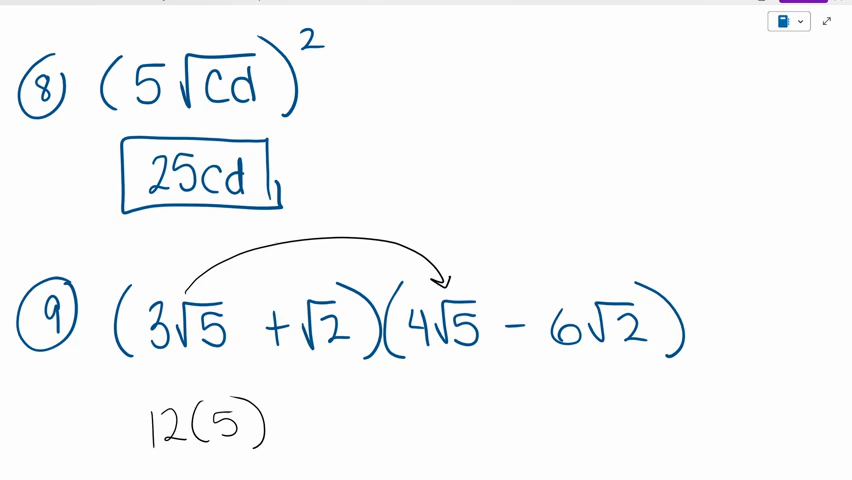 ⑧ (5√cd)²
25cd
⑨ (3√5 + √2)(4√5 - 6√2)
12(5)